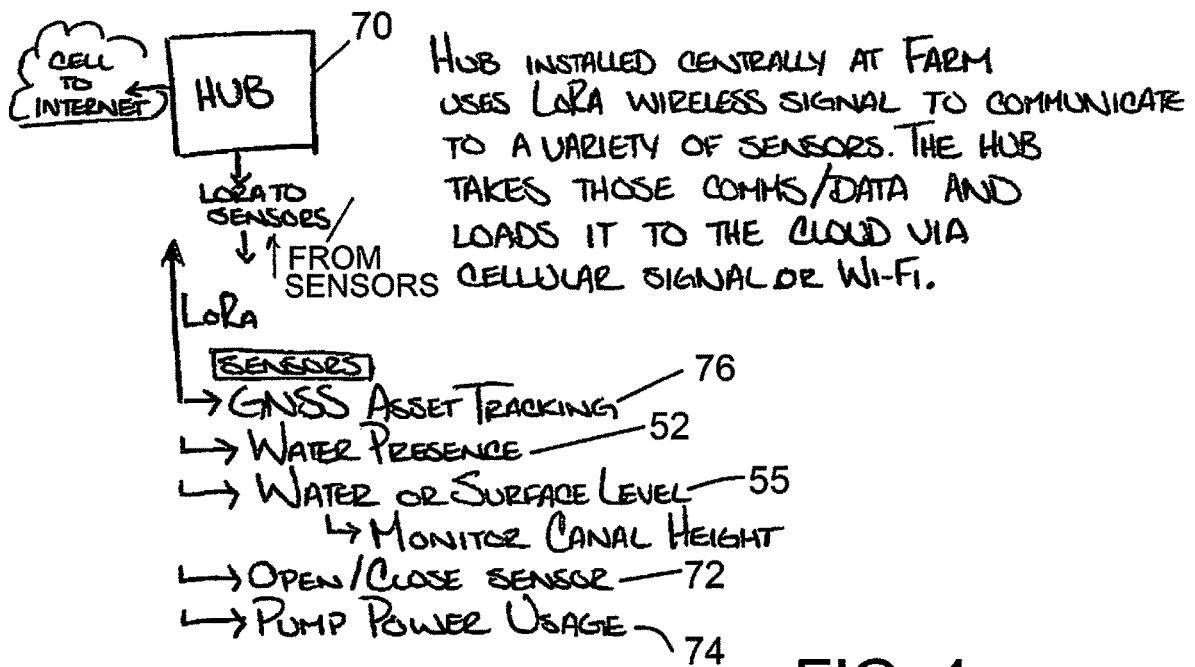 70
CELL
TO
INTERNET
HUB
HUB INSTALLED CENTRALLY AT FARM
USES LORA WIRELESS SIGNAL TO COMMUNICATE
TO A VARIETY OF SENSORS. THE HUB
TAKES THOSE COMMS/DATA AND
LOADS IT TO THE CLOUD VIA
CELLULAR SIGNAL OR WI-FI.
LORA TO
SENSORS/
FROM
SENSORS
LoRa
SENSORS
GNSS ASSET TRACKING 76
WATER PRESENCE 52
WATER OR SURFACE LEVEL 55
MONITOR CANAL HEIGHT
OPEN/CLOSE SENSOR 72
PUMP POWER USAGE 74